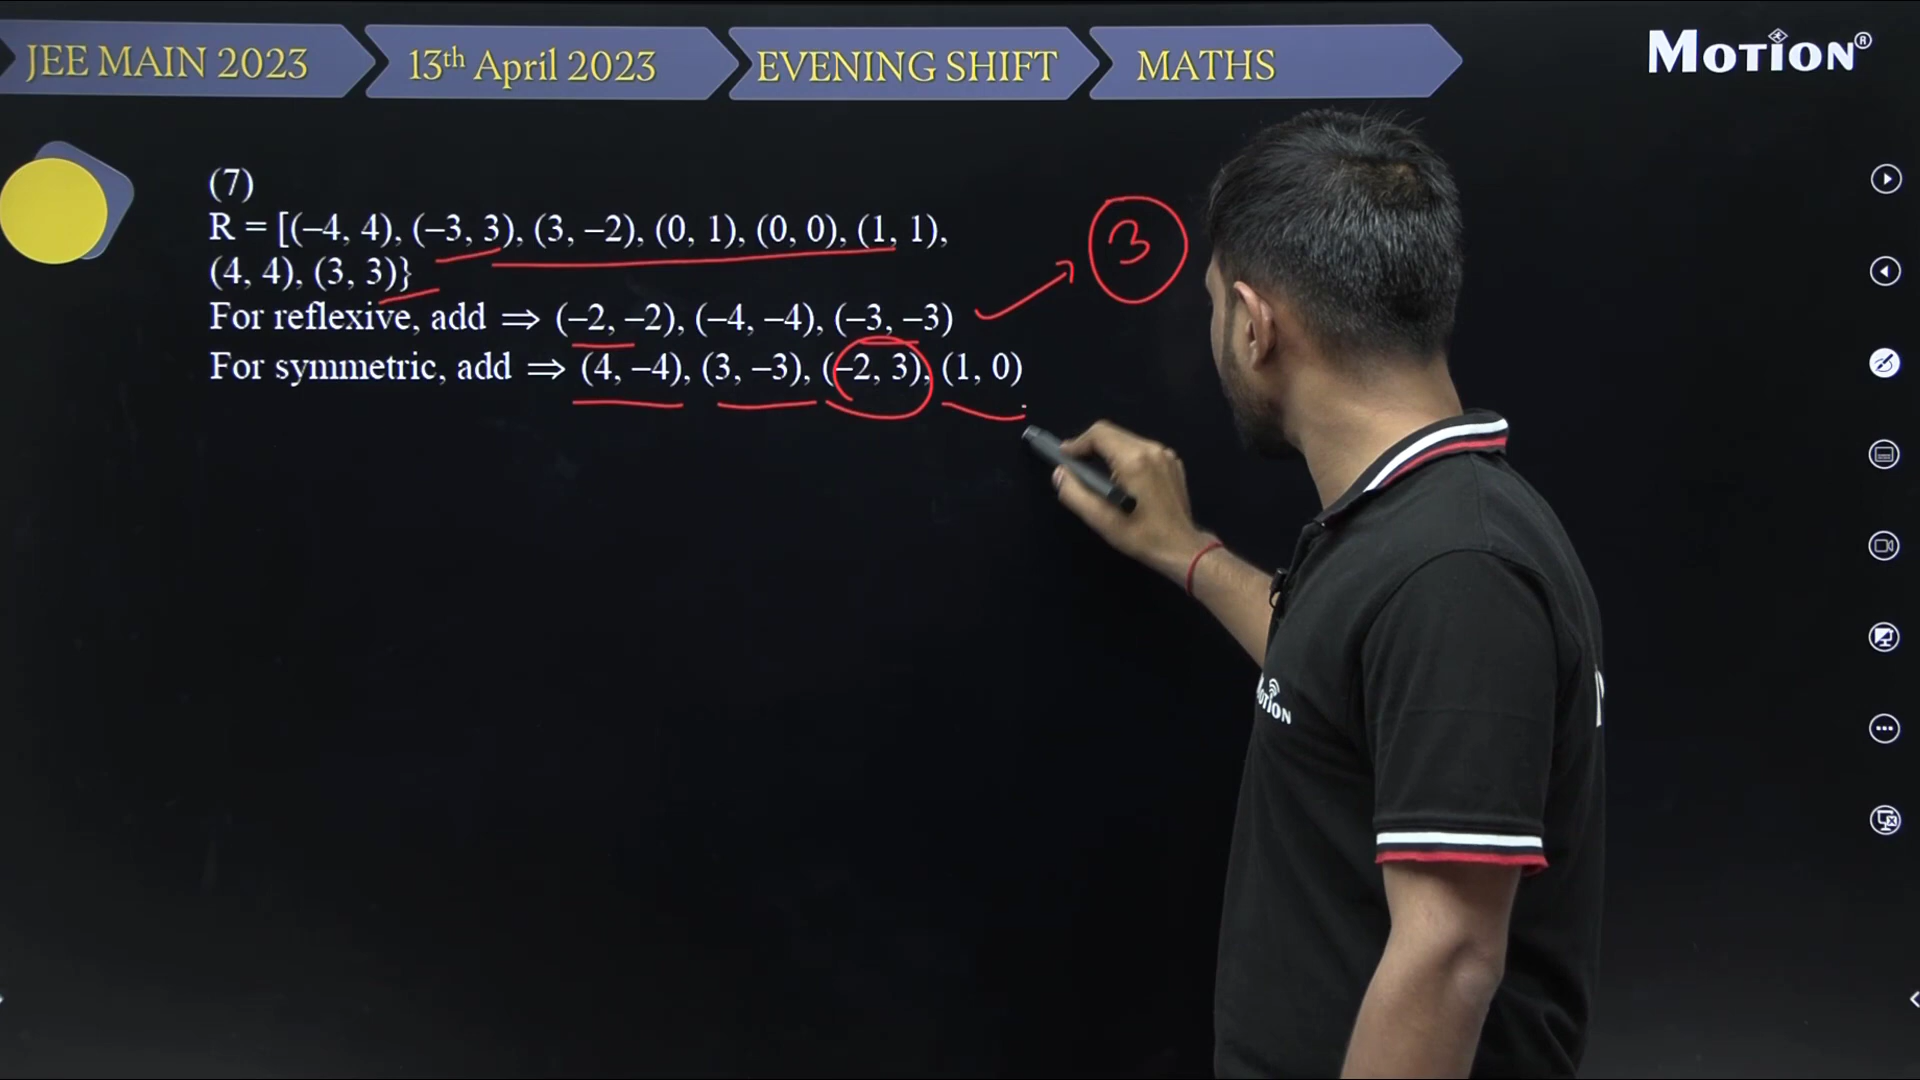 JEE MAIN 2023
13th April 2023
EVENING SHIFT
MATHS
MOTION®
(7)
R = [(–4, 4), (–3, 3), (3, –2), (0, 1), (0, 0), (1, 1),
(4, 4), (3, 3)}
For reflexive, add ⇒ (–2, –2), (–4, –4), (–3, –3)
3
For symmetric, add ⇒ (4, –4), (3, –3), (–2, 3), (1, 0)
MOTION